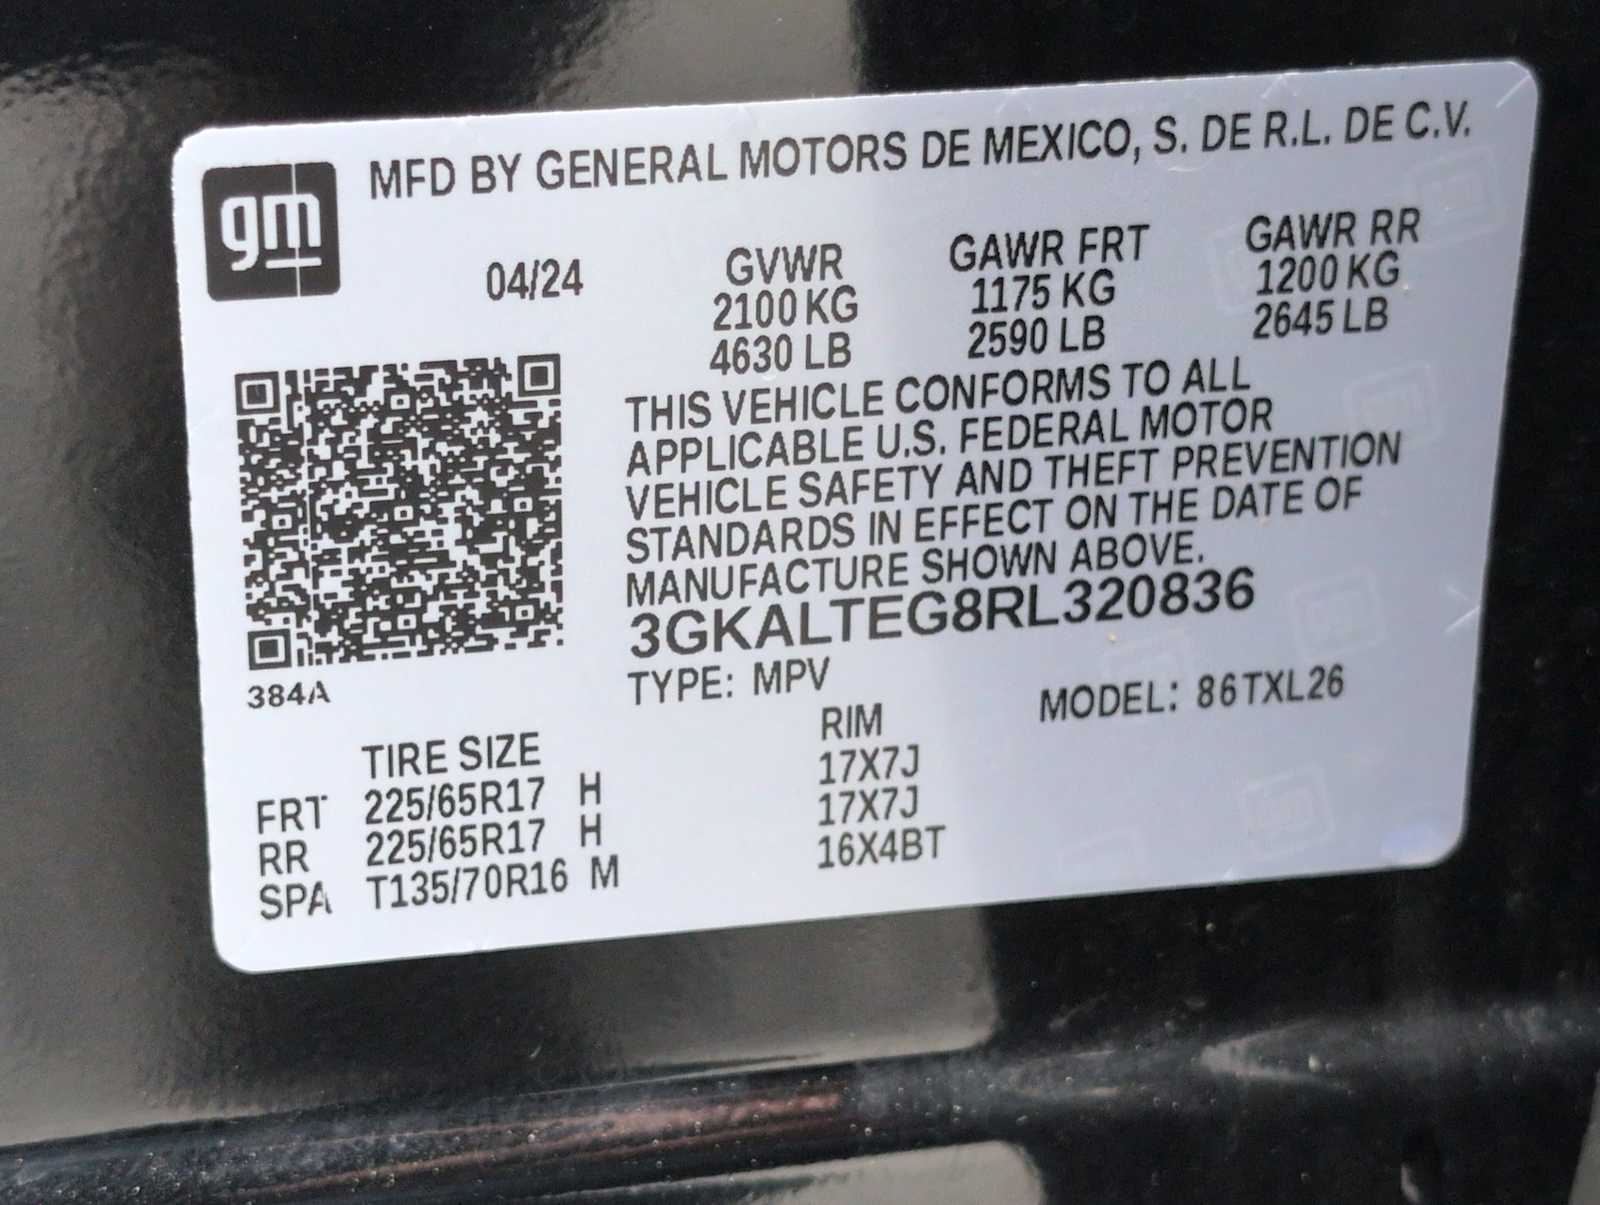 gm
MFD BY GENERAL MOTORS DE MEXICO, S. DE R.L. DE C.V.
04/24
GVWR
2100 KG
4630 LB
GAWR FRT
1175 KG
2590 LB
GAWR RR
1200 KG
2645 LB
THIS VEHICLE CONFORMS TO ALL
APPLICABLE U.S. FEDERAL MOTOR
VEHICLE SAFETY AND THEFT PREVENTION
STANDARDS IN EFFECT ON THE DATE OF
MANUFACTURE SHOWN ABOVE.
3GKALTEG8RL320836
384A
TYPE: MPV
MODEL: 86TXL26
TIRE SIZE
RIM
FRT 225/65R17 H 17X7J
RR 225/65R17 H 17X7J
SPA T135/70R16 M 16X4BT